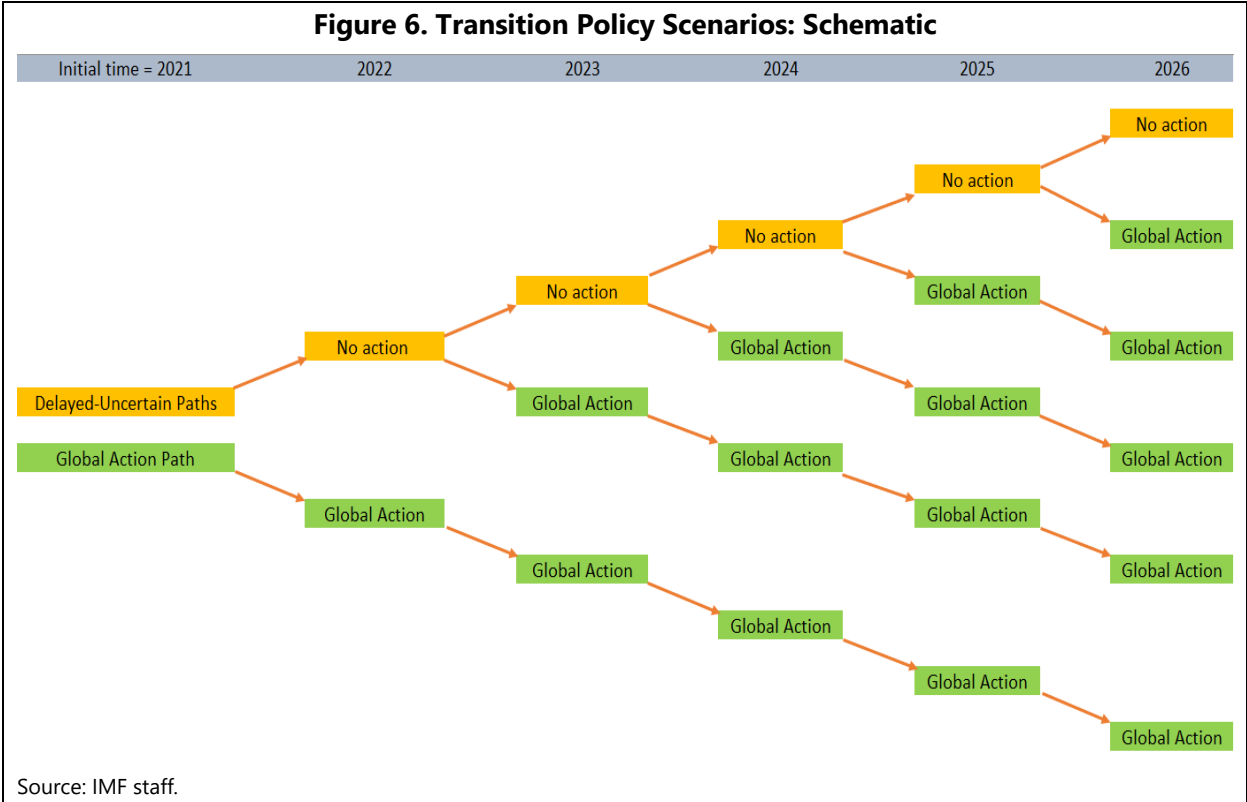 Figure 6. Transition Policy Scenarios: Schematic
Initial time = 2021 2022 2023 2024 2025 2026
No action
No action
No action
Global Action
No action
Global Action
No action
Global Action
Global Action
Delayed-Uncertain Paths
Global Action
Global Action
Global Action Path
Global Action
Global Action
Global Action
Global Action
Global Action
Global Action
Global Action
Global Action
Global Action
Source: IMF staff.